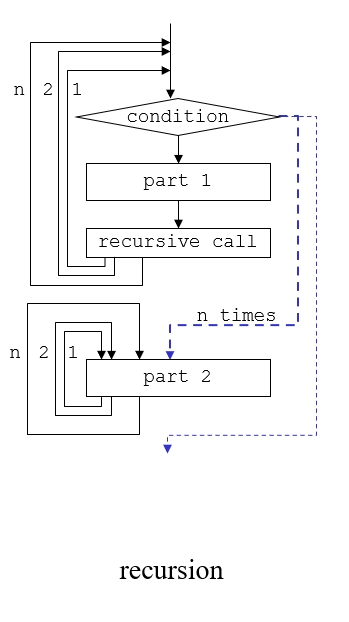 n 2 1
condition
part 1
recursive call
n times
n 2 1
part 2
recursion